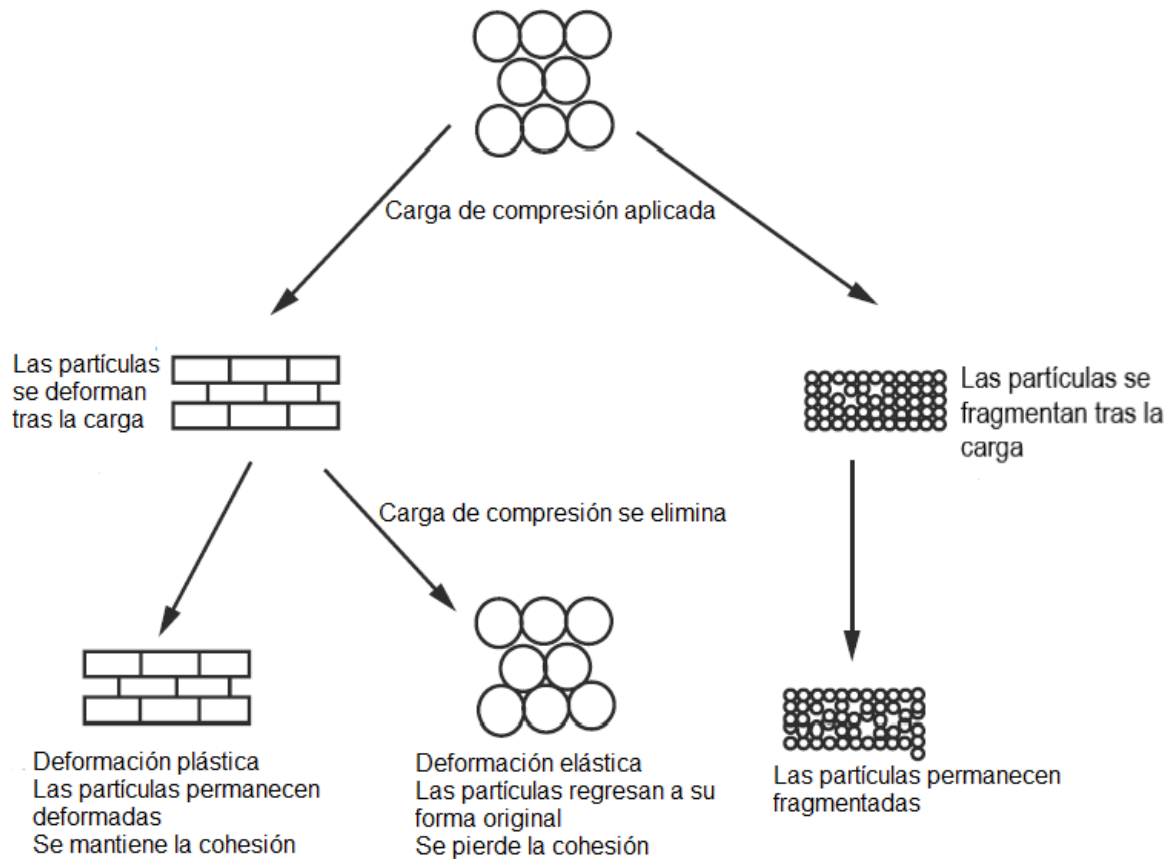 Carga de compresión aplicada
Las partículas
se deforman
tras la carga
Las partículas se
fragmentan tras la
carga
Carga de compresión se elimina
Deformación plástica
Las partículas permanecen
deformadas
Se mantiene la cohesión
Deformación elástica
Las partículas regresan a su
forma original
Se pierde la cohesión
Las partículas permanecen
fragmentadas